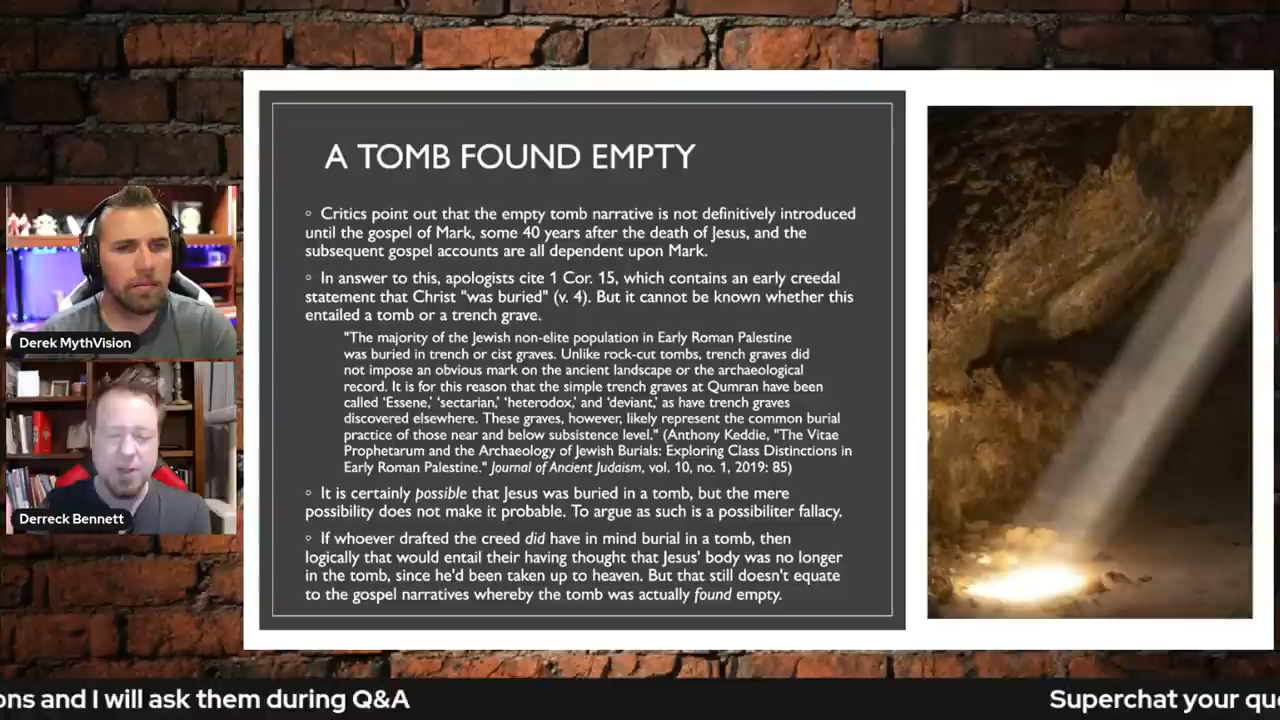 A TOMB FOUND EMPTY
◦ Critics point out that the empty tomb narrative is not definitively introduced
until the gospel of Mark, some 40 years after the death of Jesus, and the
subsequent gospel accounts are all dependent upon Mark.
◦ In answer to this, apologists cite 1 Cor. 15, which contains an early creedal
statement that Christ "was buried" (v. 4). But it cannot be known whether this
entailed a tomb or a trench grave.
"The majority of the Jewish non-elite population in Early Roman Palestine
was buried in trench or cist graves. Unlike rock-cut tombs, trench graves did
not impose an obvious mark on the ancient landscape or the archaeological
record. It is for this reason that the simple trench graves at Qumran have been
called ‘Essene,’ ‘sectarian,’ ‘heterodox,’ and ‘deviant,’ as have trench graves
discovered elsewhere. These graves, however, likely represent the common burial
practice of those near and below subsistence level." (Anthony Keddie, "The Vitae
Prophetarum and the Archaeology of Jewish Burials: Exploring Class Distinctions in
Early Roman Palestine." Journal of Ancient Judaism, vol. 10, no. 1, 2019: 85)
◦ It is certainly possible that Jesus was buried in a tomb, but the mere
possibility does not make it probable. To argue as such is a possibiliter fallacy.
◦ If whoever drafted the creed did have in mind burial in a tomb, then
logically that would entail their having thought that Jesus' body was no longer
in the tomb, since he'd been taken up to heaven. But that still doesn't equate
to the gospel narratives whereby the tomb was actually found empty.
Derek MythVision
Derreck Bennett
ons and I will ask them during Q&A
Superchat your que